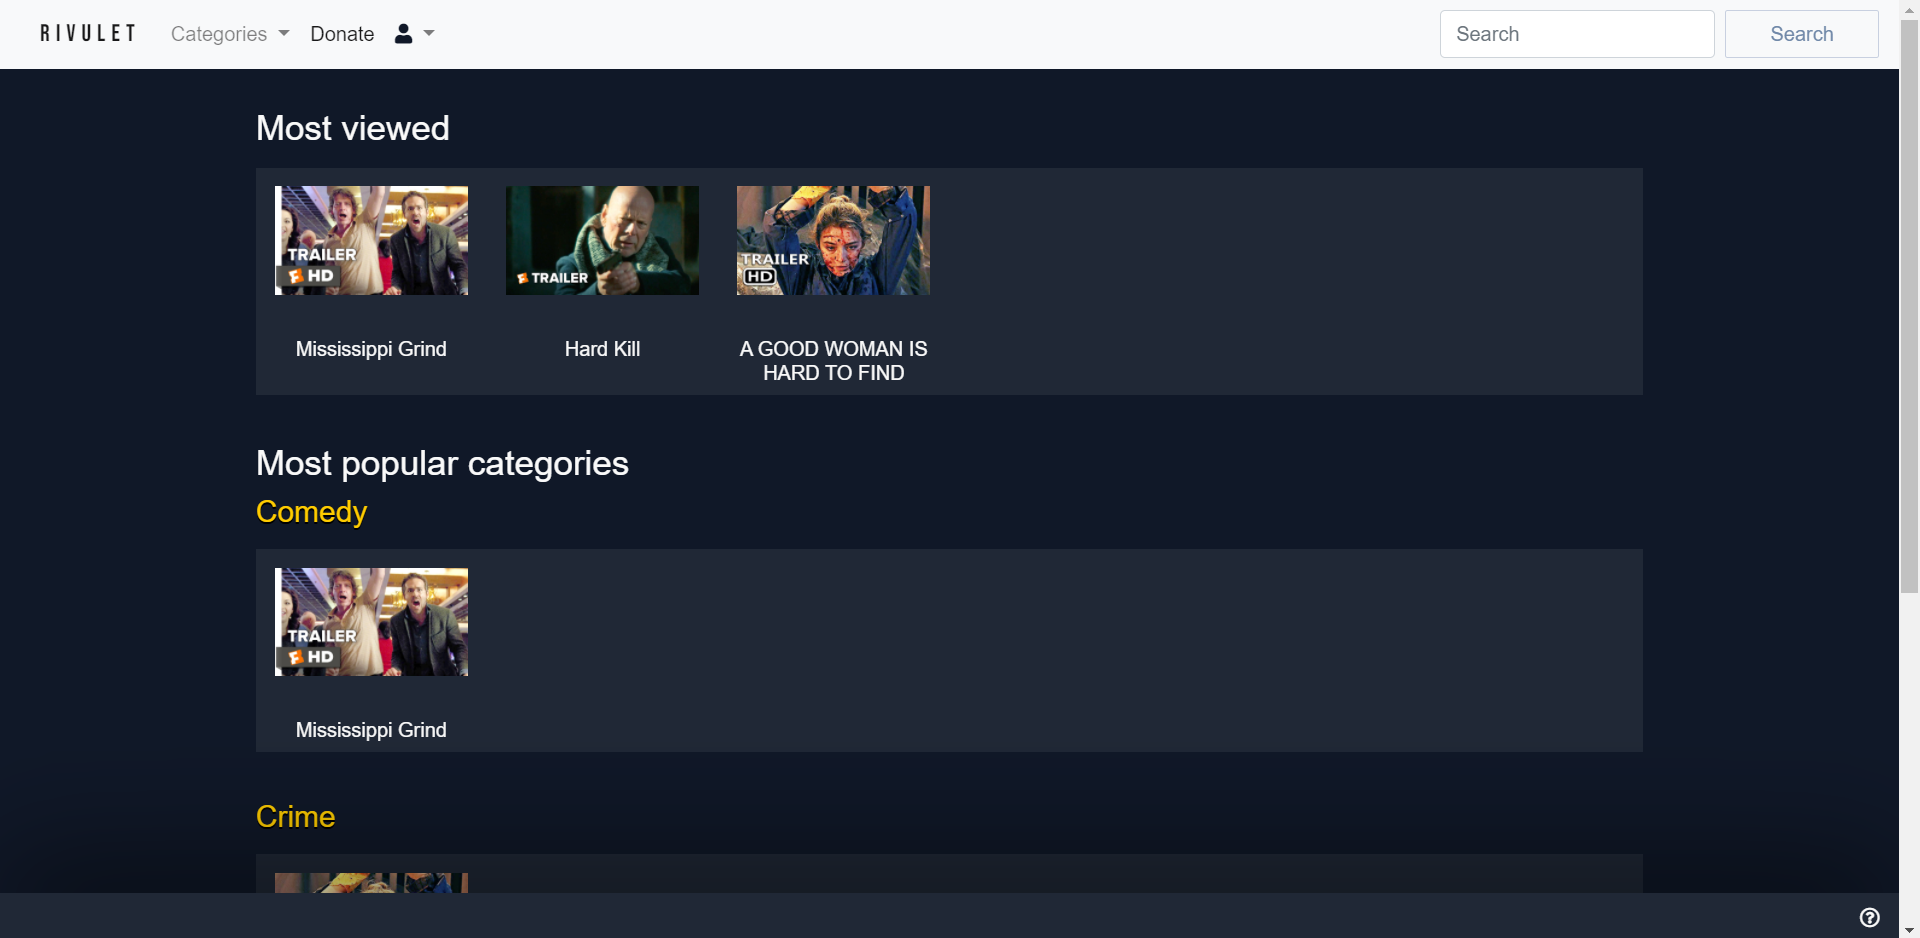 RIVULET Categories Donate Search Search
Most viewed
TRAILER
HD
TRAILER
TRAILER
HD
Mississippi Grind
Hard Kill
A GOOD WOMAN IS
HARD TO FIND
Most popular categories
Comedy
TRAILER
HD
Mississippi Grind
Crime